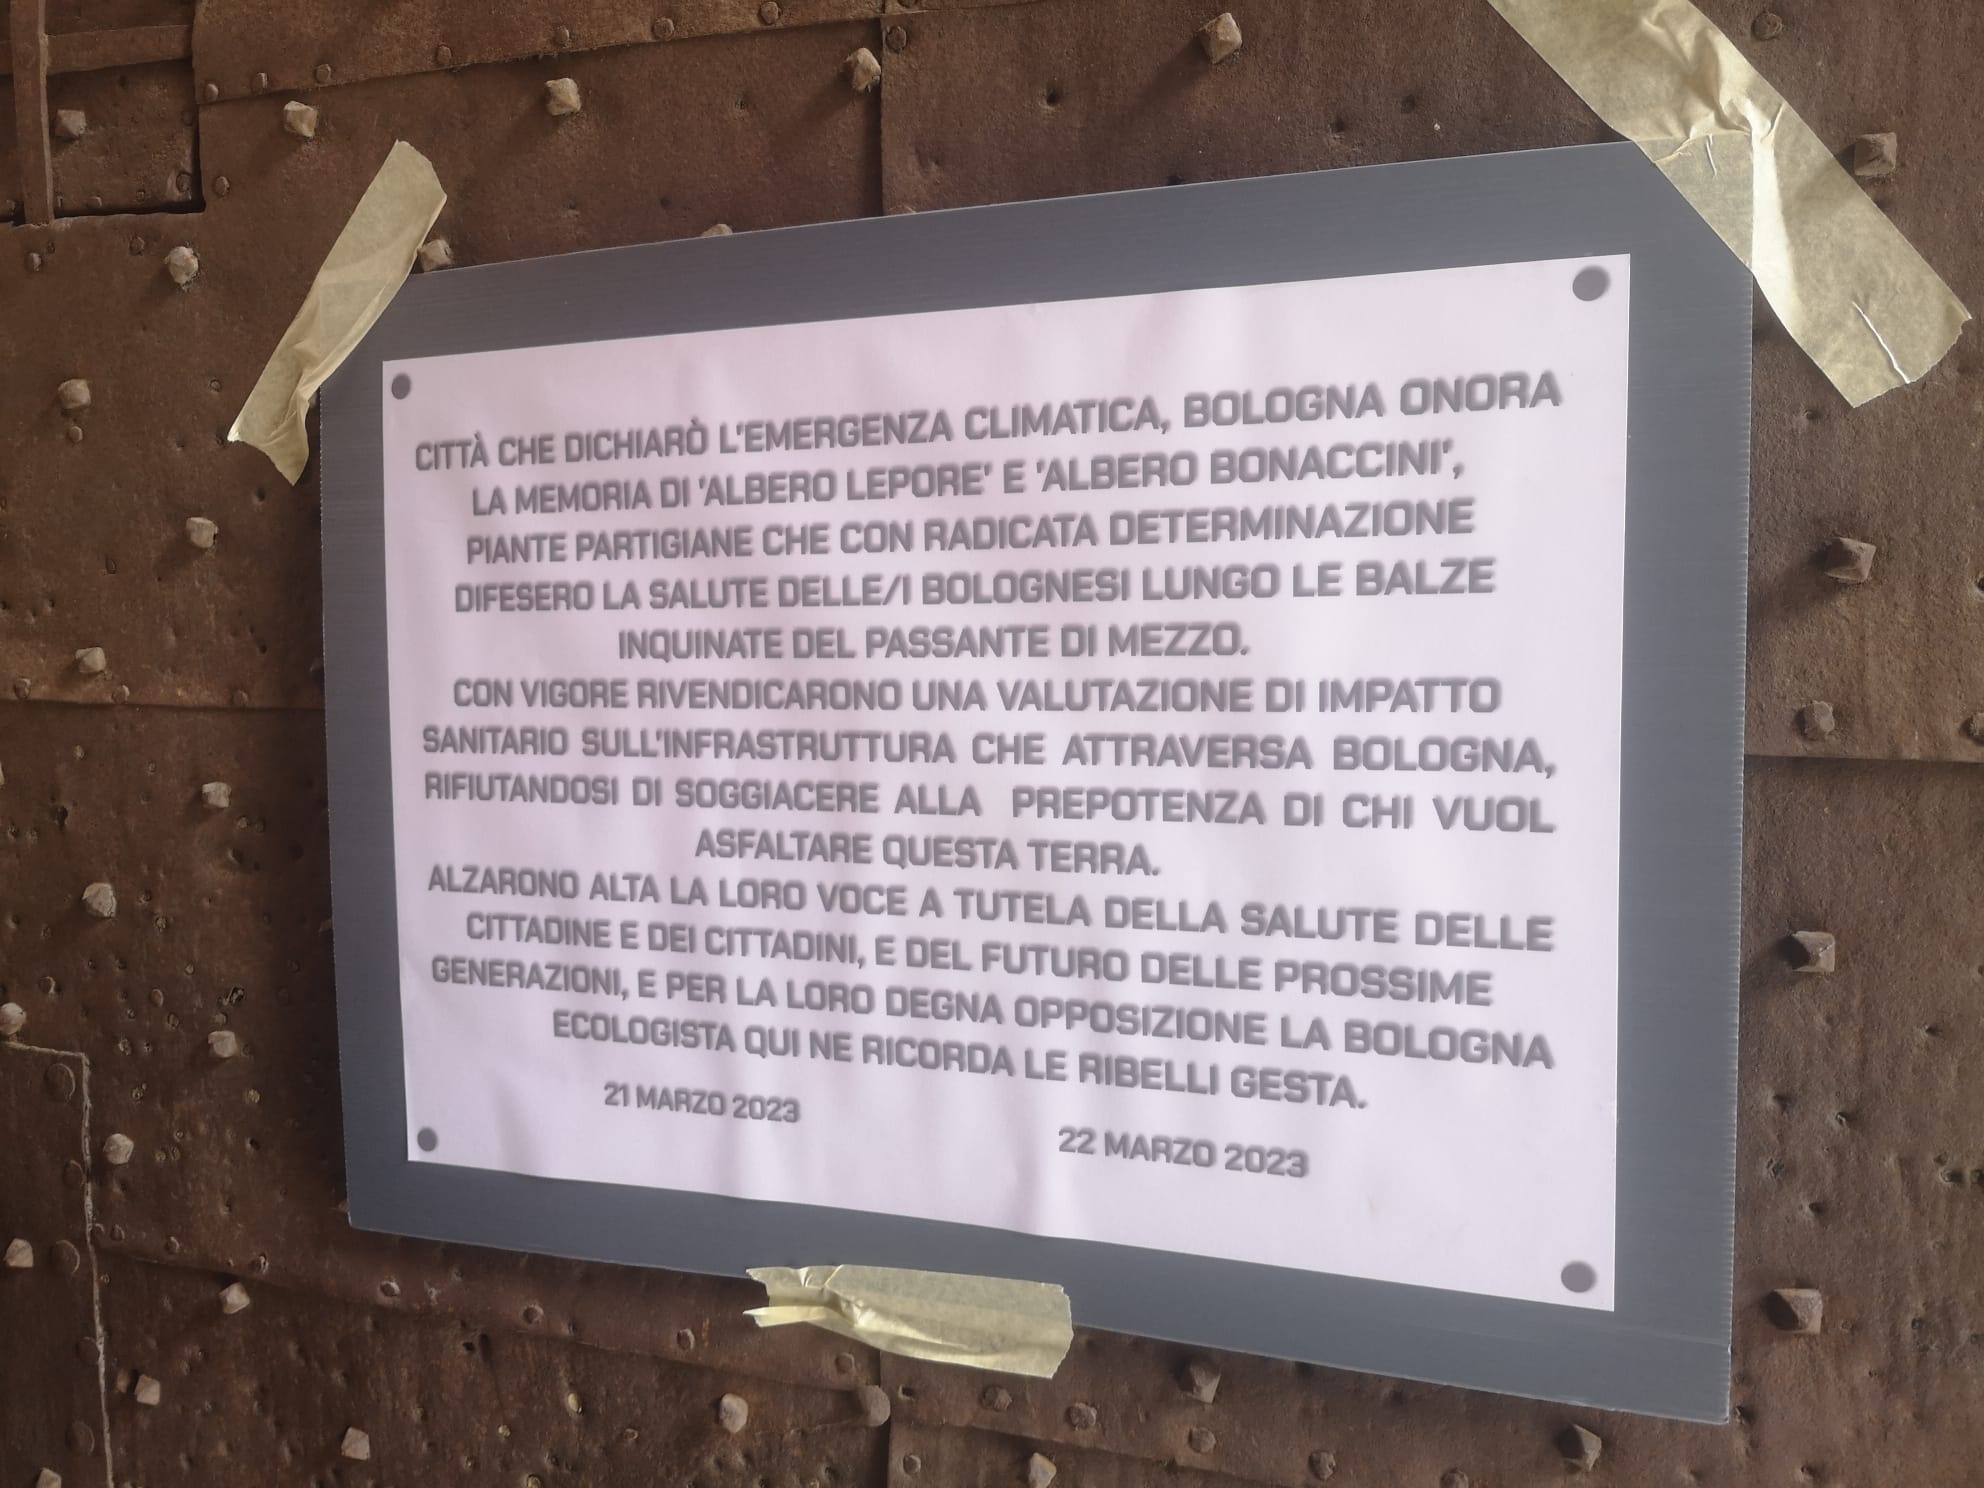 CITTÀ CHE DICHIARÒ L'EMERGENZA CLIMATICA, BOLOGNA ONORA
LA MEMORIA DI 'ALBERO LEPORE' E 'ALBERO BONACCINI',
PIANTE PARTIGIANE CHE CON RADICATA DETERMINAZIONE
DIFESERO LA SALUTE DELLE/I BOLOGNESI LUNGO LE BALZE
INQUINATE DEL PASSANTE DI MEZZO.
CON VIGORE RIVENDICARONO UNA VALUTAZIONE DI IMPATTO
SANITARIO SULL'INFRASTRUTTURA CHE ATTRAVERSA BOLOGNA,
RIFIUTANDOSI DI SOGGIACERE ALLA PREPOTENZA DI CHI VUOL
ASFALTARE QUESTA TERRA.
ALZARONO ALTA LA LORO VOCE A TUTELA DELLA SALUTE DELLE
CITTADINE E DEI CITTADINI, E DEL FUTURO DELLE PROSSIME
GENERAZIONI, E PER LA LORO DEGNA OPPOSIZIONE LA BOLOGNA
ECOLOGISTA QUI NE RICORDA LE RIBELLI GESTA.
21 MARZO 2023
22 MARZO 2023